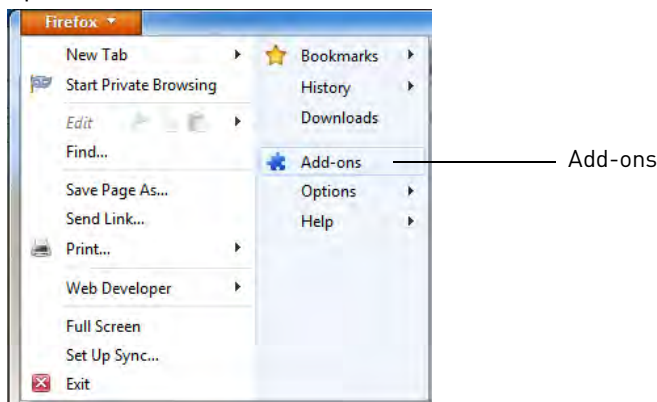 Firefox
New Tab
Start Private Browsing
Edit
Find...
Save Page As...
Send Link...
Print...
Web Developer
Full Screen
Set Up Sync...
Exit
Bookmarks
History
Downloads
Add-ons
Options
Help
Add-ons